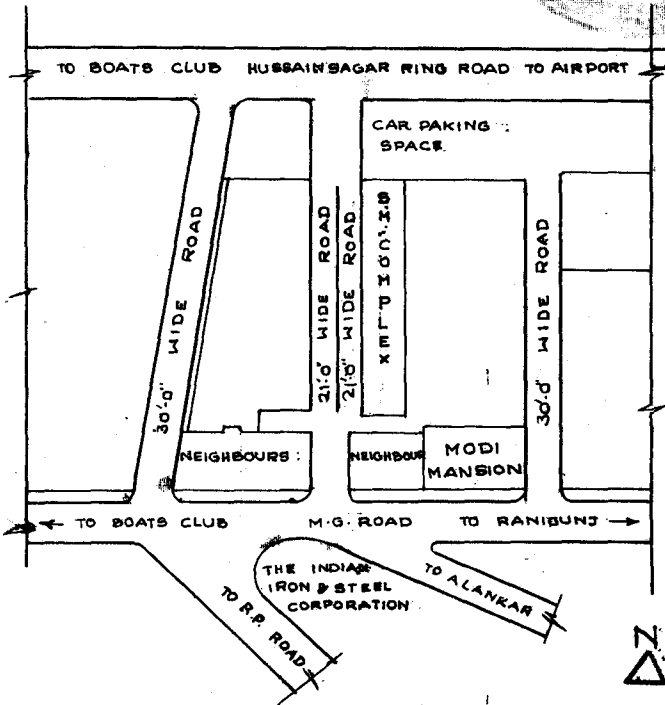 TO BOATS CLUB HUSSAIN SAGAR RING ROAD TO AIRPORT
CAR PAKING
SPACE
30'-0" WIDE ROAD
21'-0" WIDE ROAD
21'-0" WIDE ROAD
S.M. COMPLEX
30'-0" WIDE ROAD
NEIGHBOURS
NEIGHBOUR
MODI
MANSION
← TO BOATS CLUB M.G. ROAD TO RANIGUNJ →
THE INDIAN
IRON & STEEL
CORPORATION
TO R.P. ROAD
TO ALANKAR
N